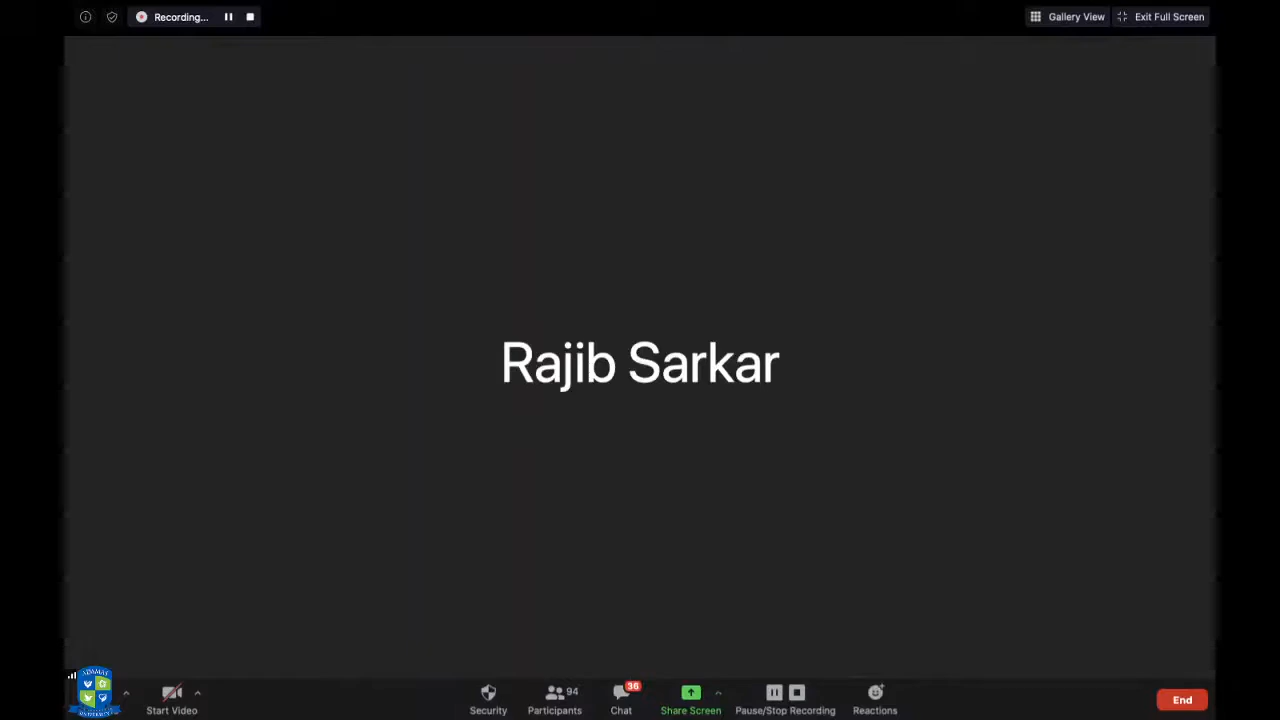 Recording...
Gallery View
Exit Full Screen
Rajib Sarkar
Start Video
Security
94
Participants
36
Chat
Share Screen
Pause/Stop Recording
Reactions
End